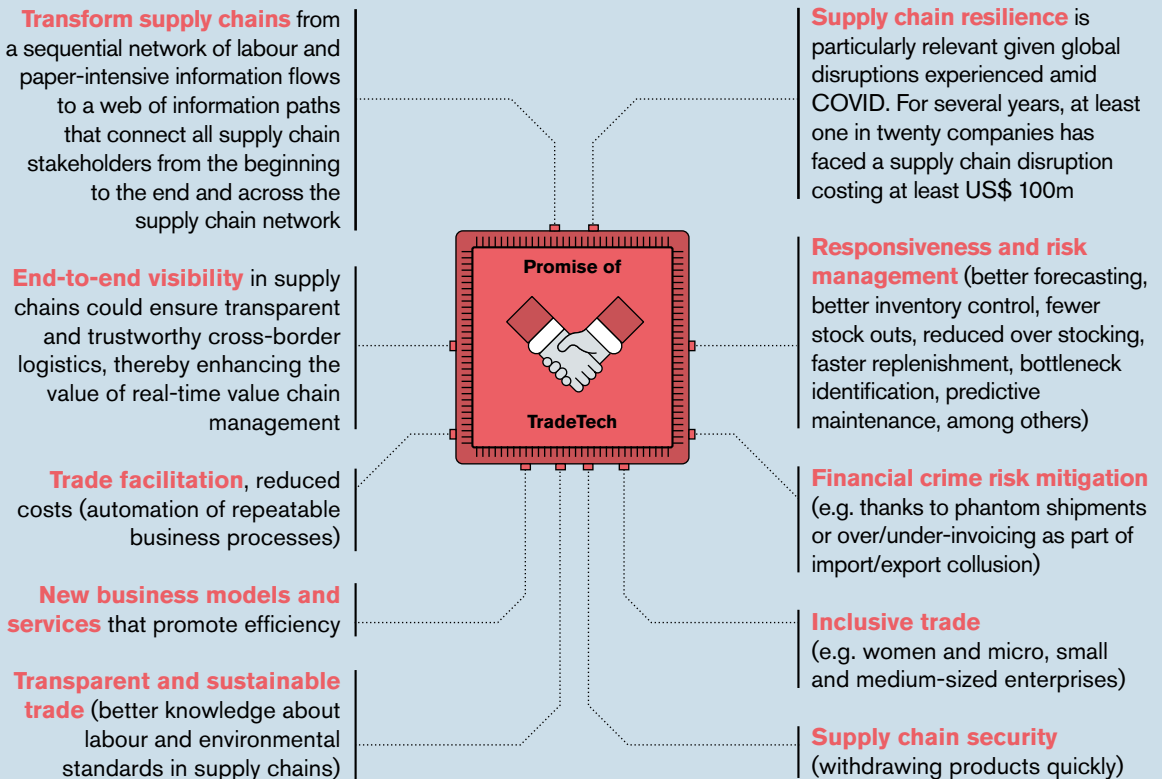 Transform supply chains from
a sequential network of labour and
paper-intensive information flows
to a web of information paths
that connect all supply chain
stakeholders from the beginning
to the end and across the
supply chain network
End-to-end visibility in supply
chains could ensure transparent
and trustworthy cross-border
logistics, thereby enhancing the
value of real-time value chain
management
Trade facilitation, reduced
costs (automation of repeatable
business processes)
New business models and
services that promote efficiency
Transparent and sustainable
trade (better knowledge about
labour and environmental
standards in supply chains)
Promise of
TradeTech
Supply chain resilience is
particularly relevant given global
disruptions experienced amid
COVID. For several years, at least
one in twenty companies has
faced a supply chain disruption
costing at least US$ 100m
Responsiveness and risk
management (better forecasting,
better inventory control, fewer
stock outs, reduced over stocking,
faster replenishment, bottleneck
identification, predictive
maintenance, among others)
Financial crime risk mitigation
(e.g. thanks to phantom shipments
or over/under-invoicing as part of
import/export collusion)
Inclusive trade
(e.g. women and micro, small
and medium-sized enterprises)
Supply chain security
(withdrawing products quickly)